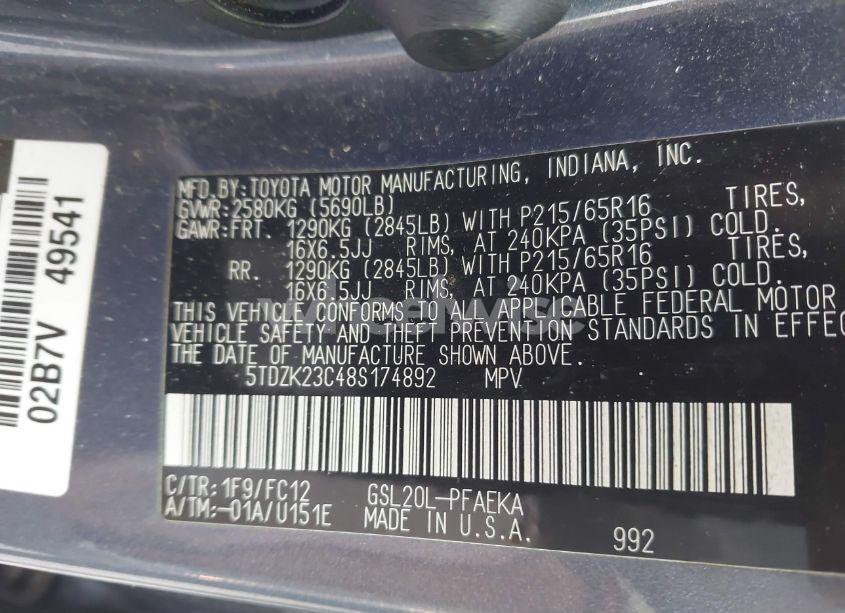 MFD.BY:TOYOTA MOTOR MANUFACTURING, INDIANA, INC.
GVWR:2580KG (5690LB)
GAWR:FRT. 1290KG (2845LB) WITH P215/65R16 TIRES,
16X6.5JJ RIMS, AT 240KPA (35PSI) COLD.
RR. 1290KG (2845LB) WITH P215/65R16 TIRES,
16X6.5JJ RIMS, AT 240KPA (35PSI) COLD.
THIS VEHICLE CONFORMS TO ALL APPLICABLE FEDERAL MOTOR
VEHICLE SAFETY AND THEFT PREVENTION STANDARDS IN EFFEC
THE DATE OF MANUFACTURE SHOWN ABOVE.
5TDZK23C48S174892 MPV
C/TR: 1F9/FC12 GSL20L-PFAEKA
A/TM:-01A/U151E MADE IN U.S.A. 992
02B7V 49541